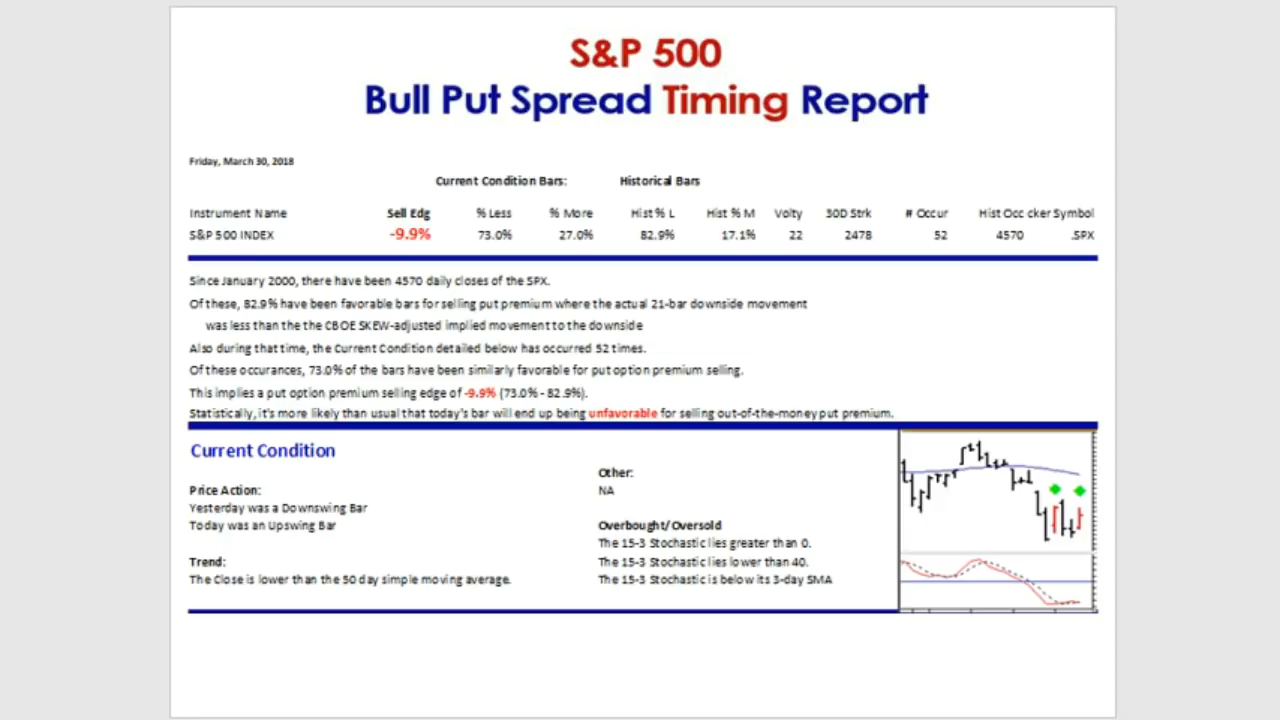 S&P 500
Bull Put Spread Timing Report
Friday, March 30, 2018
Current Condition Bars: Historical Bars
Instrument Name Sell Edg % Less % More Hist % L Hist % M Volty 30D Strk # Occur Hist Occ cker Symbol
S&P 500 INDEX -9.9% 73.0% 27.0% 82.9% 17.1% 22 2478 52 4570 .SPX
Since January 2000, there have been 4570 daily closes of the SPX.
Of these, 82.9% have been favorable bars for selling put premium where the actual 21-bar downside movement
was less than the the CBOE SKEW-adjusted implied movement to the downside
Also during that time, the Current Condition detailed below has occurred 52 times.
Of these occurances, 73.0% of the bars have been similarly favorable for put option premium selling.
This implies a put option premium selling edge of -9.9% (73.0% - 82.9%).
Statistically, it's more likely than usual that today's bar will end up being unfavorable for selling out-of-the-money put premium.
Current Condition
Price Action:
Yesterday was a Downswing Bar
Today was an Upswing Bar
Trend:
The Close is lower than the 50 day simple moving average.
Other:
NA
Overbought/Oversold
The 15-3 Stochastic lies greater than 0.
The 15-3 Stochastic lies lower than 40.
The 15-3 Stochastic is below its 3-day SMA